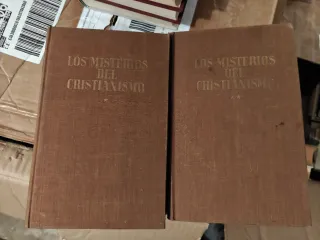 LOS MISTERIOS
DEL
CRISTIANISMO
*
LOS MISTERIOS
DEL
CRISTIANISMO
**